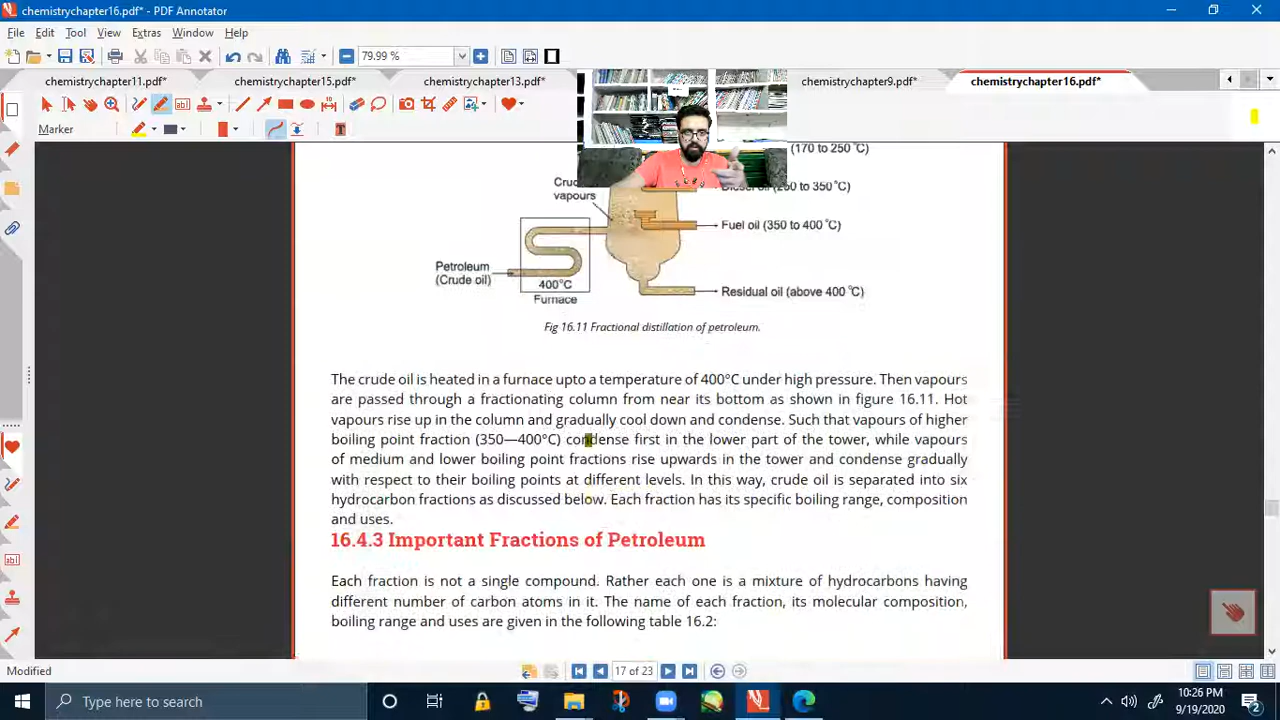 chemistrychapter16.pdf* - PDF Annotator
File Edit Tool View Extras Window Help
79.99 %
chemistrychapter11.pdf* chemistrychapter15.pdf* chemistrychapter13.pdf* chemistrychapter9.pdf* chemistrychapter16.pdf*
Marker
(170 to 250 °C)
Diesel oil (260 to 350 °C)
vapours
Fuel oil (350 to 400 °C)
Petroleum
(Crude oil)
400°C
Furnace
Residual oil (above 400 °C)
Fig 16.11 Fractional distillation of petroleum.
The crude oil is heated in a furnace upto a temperature of 400°C under high pressure. Then vapours
are passed through a fractionating column from near its bottom as shown in figure 16.11. Hot
vapours rise up in the column and gradually cool down and condense. Such that vapours of higher
boiling point fraction (350—400°C) condense first in the lower part of the tower, while vapours
of medium and lower boiling point fractions rise upwards in the tower and condense gradually
with respect to their boiling points at different levels. In this way, crude oil is separated into six
hydrocarbon fractions as discussed below. Each fraction has its specific boiling range, composition
and uses.
16.4.3 Important Fractions of Petroleum
Each fraction is not a single compound. Rather each one is a mixture of hydrocarbons having
different number of carbon atoms in it. The name of each fraction, its molecular composition,
boiling range and uses are given in the following table 16.2:
Modified
17 of 23
Type here to search
10:26 PM
9/19/2020
2